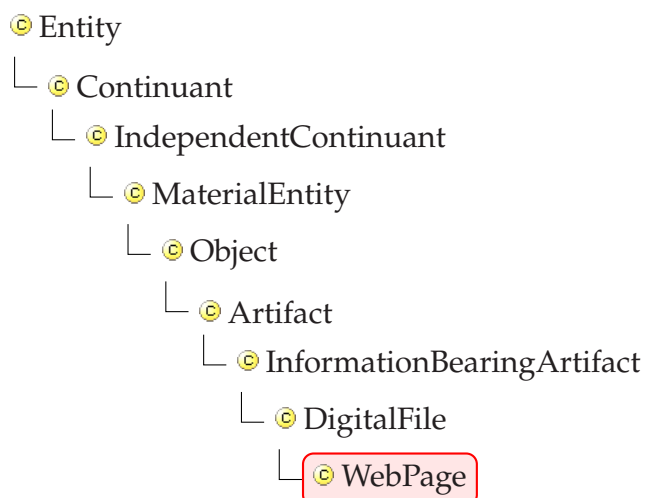 Entity
Continuant
IndependentContinuant
MaterialEntity
Object
Artifact
InformationBearingArtifact
DigitalFile
WebPage